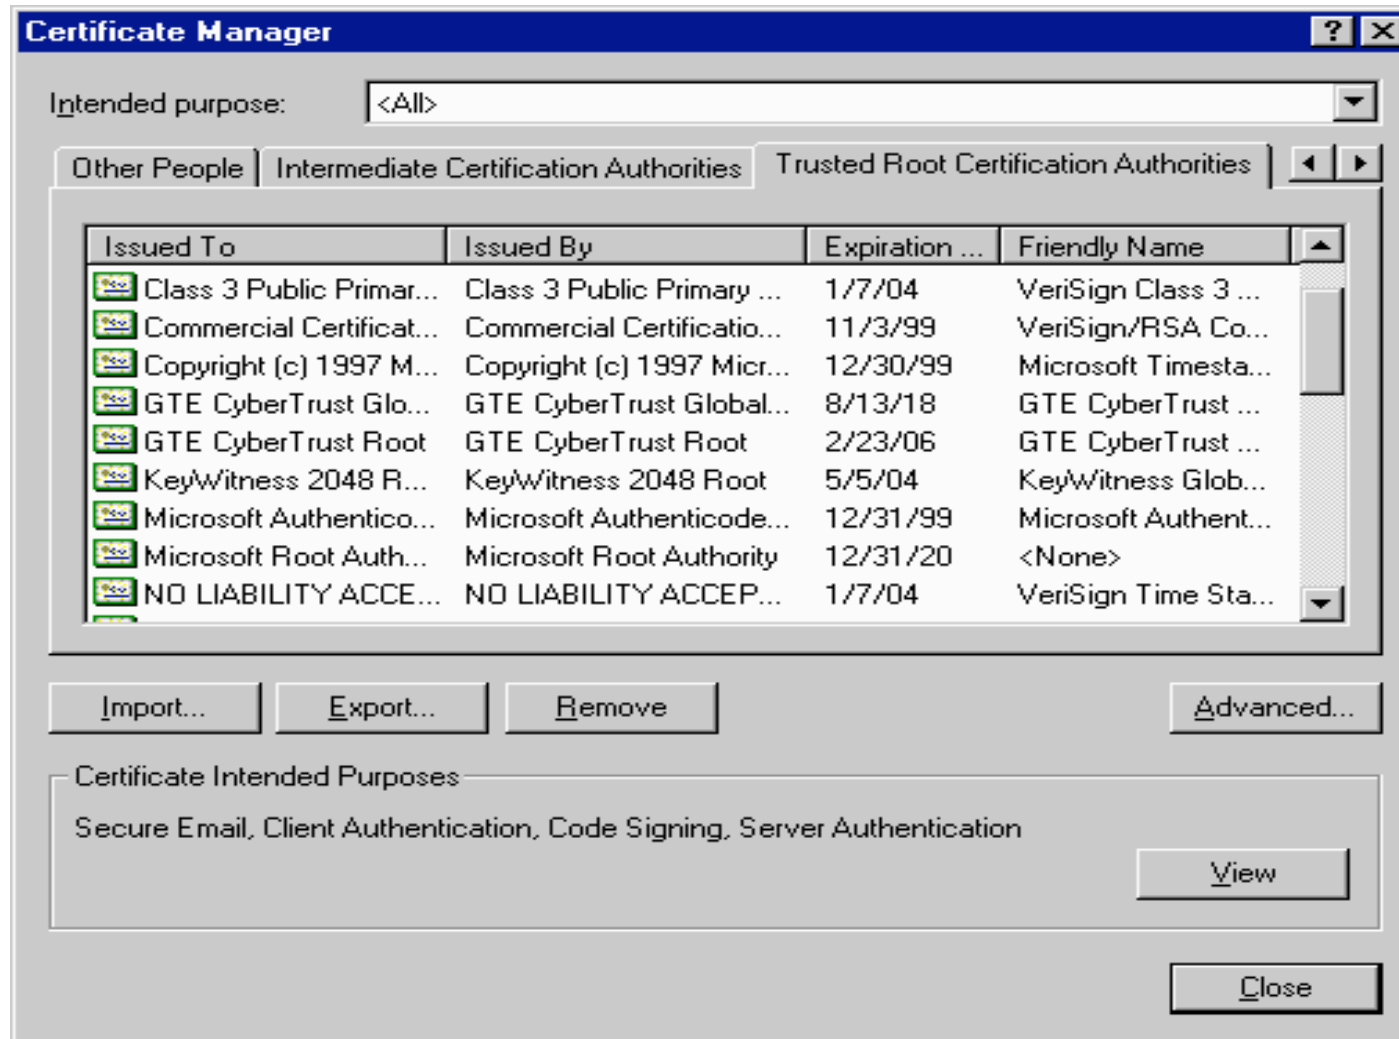 Certificate Manager
Intended purpose: <All>
Other People Intermediate Certification Authorities Trusted Root Certification Authorities
Issued To Issued By Expiration ... Friendly Name
Class 3 Public Primar... Class 3 Public Primary ... 1/7/04 VeriSign Class 3 ...
Commercial Certificat... Commercial Certificatio... 11/3/99 VeriSign/RSA Co...
Copyright (c) 1997 M... Copyright (c) 1997 Micr... 12/30/99 Microsoft Timesta...
GTE CyberTrust Glo... GTE CyberTrust Global... 8/13/18 GTE CyberTrust ...
GTE CyberTrust Root GTE CyberTrust Root 2/23/06 GTE CyberTrust ...
KeyWitness 2048 R... KeyWitness 2048 Root 5/5/04 KeyWitness Glob...
Microsoft Authentico... Microsoft Authenticode... 12/31/99 Microsoft Authent...
Microsoft Root Auth... Microsoft Root Authority 12/31/20 <None>
NO LIABILITY ACCE... NO LIABILITY ACCEP... 1/7/04 VeriSign Time Sta...
Import... Export... Remove Advanced...
Certificate Intended Purposes
Secure Email, Client Authentication, Code Signing, Server Authentication
View
Close